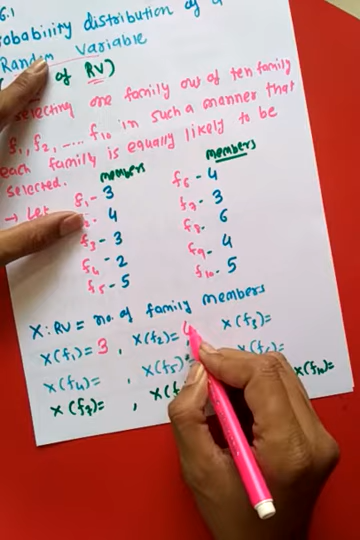 6.1
Probability distribution of a
Random Variable
of RV)
selecting one family out of ten family
f₁, f₂, .... f₁₀ in such a manner that
each family is equally likely to be
selected.
→ Let
members
f₁ - 3
- 4
f₃ - 3
f₄ - 2
f₅ - 5
members
f₆ - 4
f₇ - 3
f₈ - 6
f₉ - 4
f₁₀ - 5
X: RV = no. of family members
X(f₁) = 3 , X(f₂) = X(f₃) =
X(f₄) = , X(f₅)
X(f₇) = , X(f X(f₁₀) =